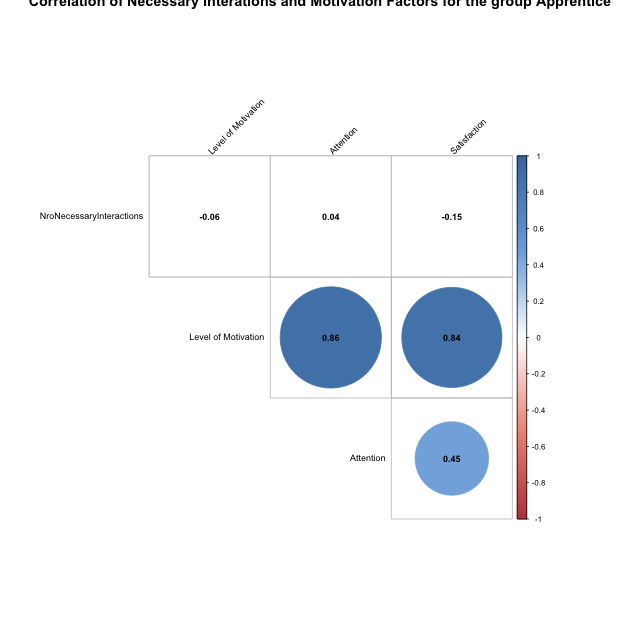 Correlation of Necessary Interations and Motivation Factors for the group Apprentice
Level of Motivation
Attention
Satisfaction
NroNecessaryInteractions
-0.06
0.04
-0.15
Level of Motivation
0.86
0.84
Attention
0.45
1
0.8
0.6
0.4
0.2
0
-0.2
-0.4
-0.6
-0.8
-1